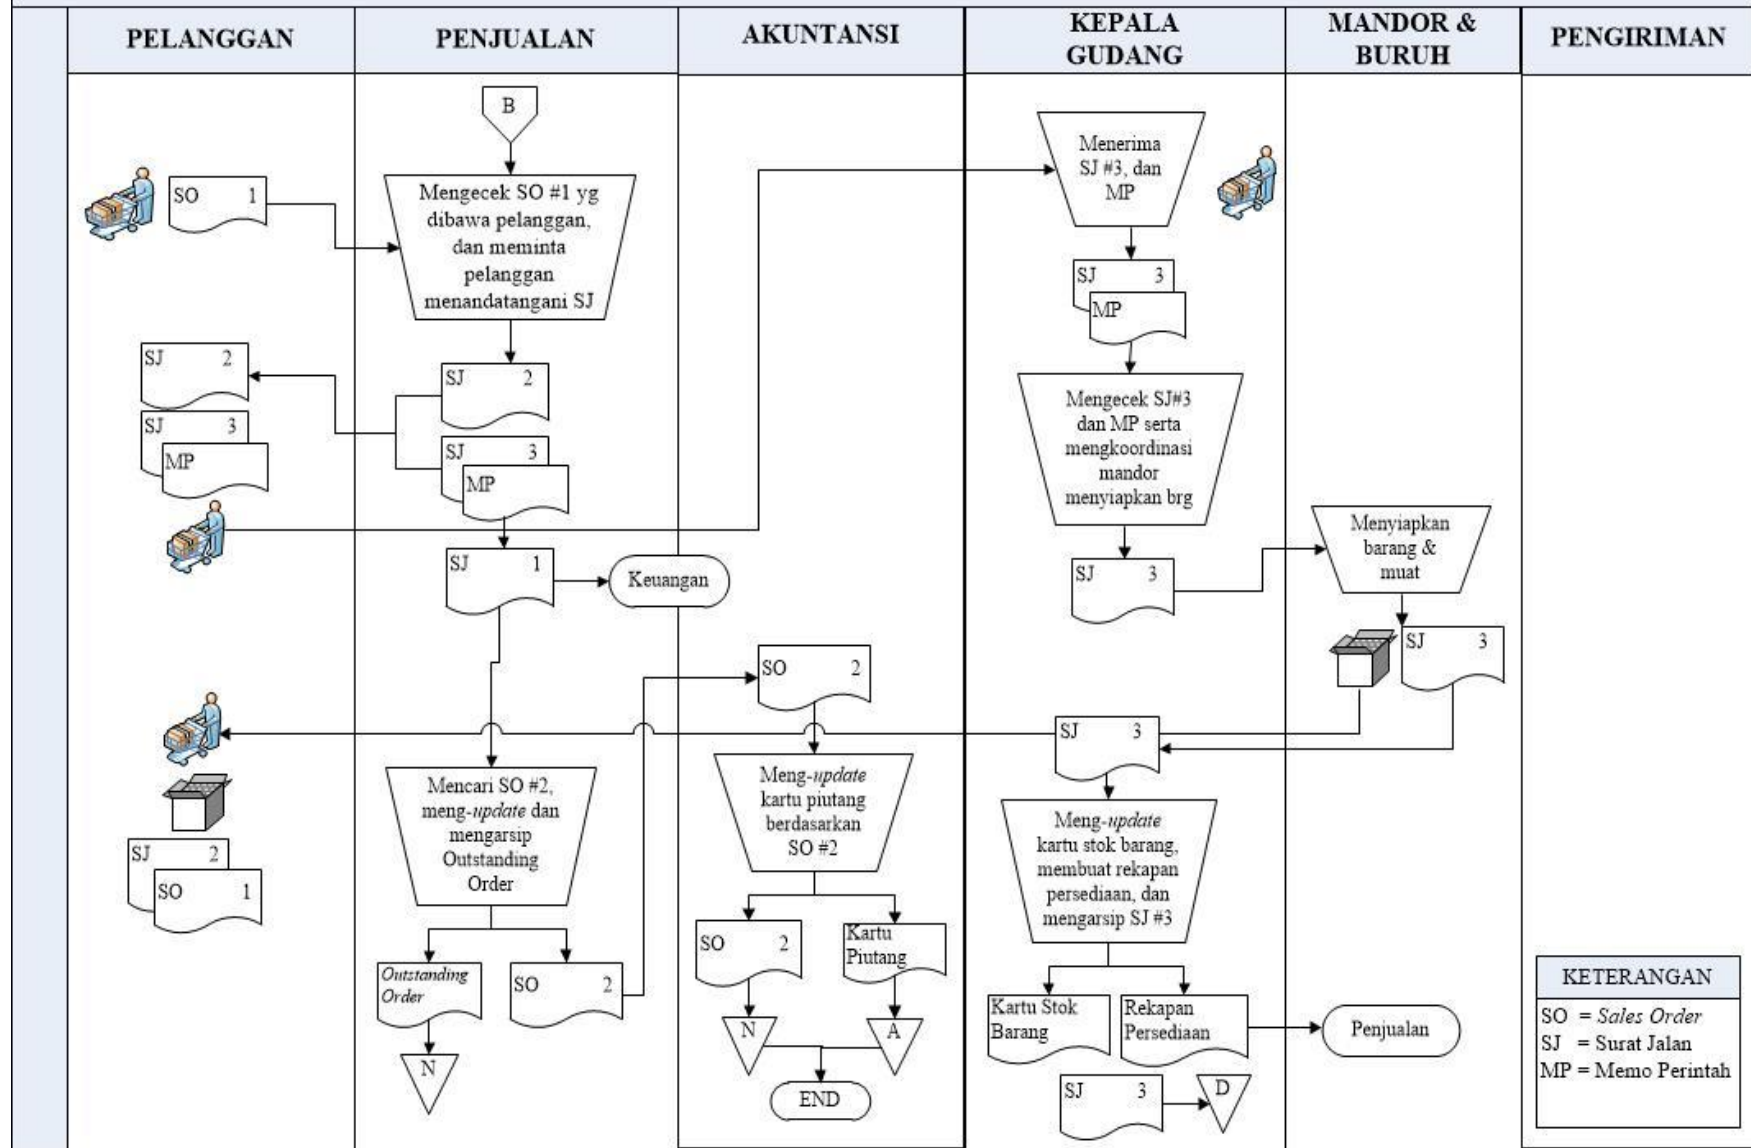 PELANGGAN
PENJUALAN
AKUNTANSI
KEPALA
GUDANG
MANDOR &
BURUH
PENGIRIMAN
SO 1
SJ 2
SJ 3
MP
SJ 2
SO 1
B
Mengecek SO #1 yg
dibawa pelanggan,
dan meminta
pelanggan
menandatangani SJ
SJ 2
SJ 3
MP
SJ 1
Keuangan
Mencari SO #2,
meng-update dan
mengarsip
Outstanding
Order
Outstanding
Order
SO 2
N
SO 2
Meng-update
kartu piutang
berdasarkan
SO #2
SO 2
Kartu
Piutang
N
A
END
Menerima
SJ #3, dan
MP
SJ 3
MP
Mengecek SJ#3
dan MP serta
mengkoordinasi
mandor
menyiapkan brg
SJ 3
SJ 3
Meng-update
kartu stok barang,
membuat rekapan
persediaan, dan
mengarsip SJ #3
Kartu Stok
Barang
Rekapan
Persediaan
SJ 3
D
Menyiapkan
barang &
muat
SJ 3
Penjualan
KETERANGAN
SO = Sales Order
SJ = Surat Jalan
MP = Memo Perintah